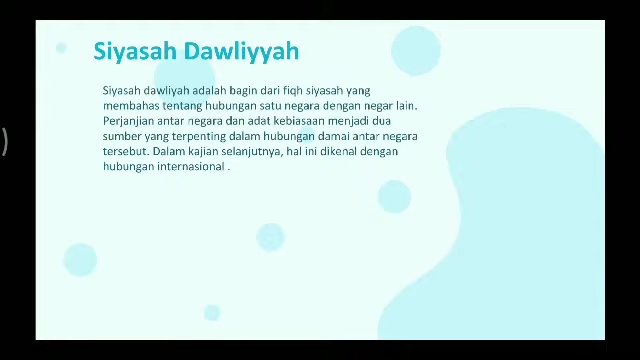 Siyasah Dawliyyah
Siyasah dawliyah adalah bagin dari fiqh siyasah yang
membahas tentang hubungan satu negara dengan negar lain.
Perjanjian antar negara dan adat kebiasaan menjadi dua
sumber yang terpenting dalam hubungan damai antar negara
tersebut. Dalam kajian selanjutnya, hal ini dikenal dengan
hubungan internasional .